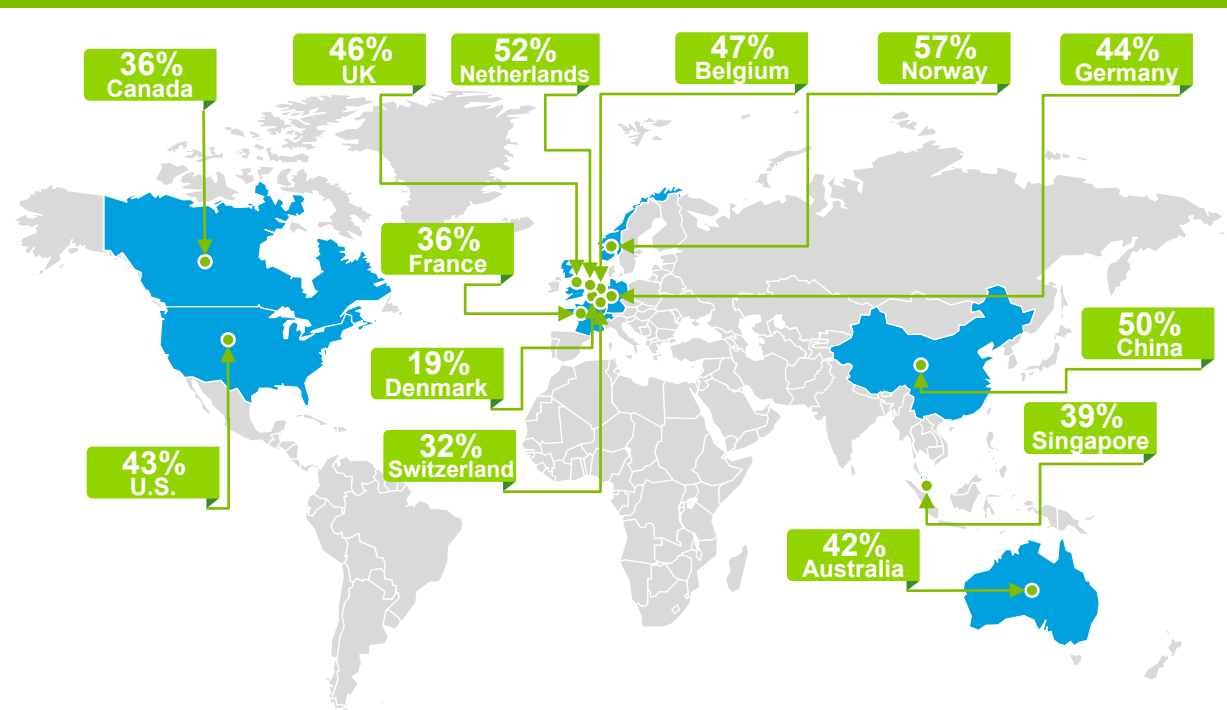 36%
Canada
46%
UK
52%
Netherlands
47%
Belgium
57%
Norway
44%
Germany
36%
France
50%
China
19%
Denmark
39%
Singapore
32%
Switzerland
43%
U.S.
42%
Australia